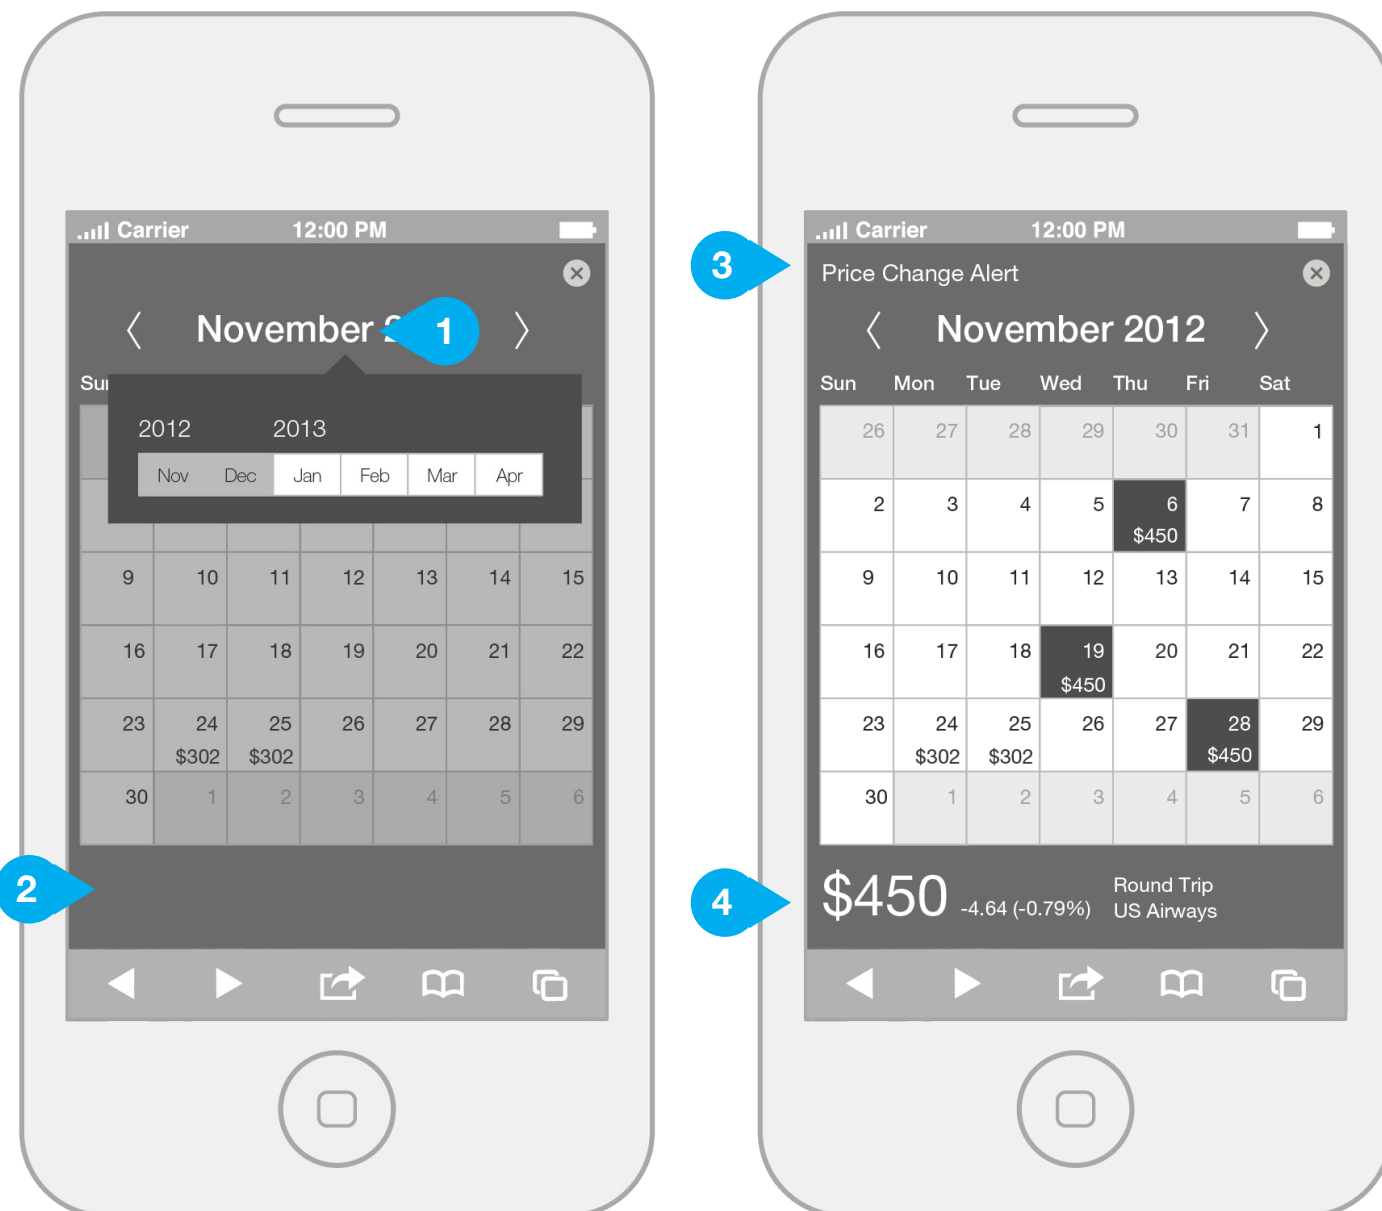 Carrier 12:00 PM
November 2
1
Sun
2012 2013
Nov Dec Jan Feb Mar Apr
9 10 11 12 13 14 15
16 17 18 19 20 21 22
23 24 25 26 27 28 29
$302 $302
30 1 2 3 4 5 6
2
Carrier 12:00 PM
3
Price Change Alert
November 2012
Sun Mon Tue Wed Thu Fri Sat
26 27 28 29 30 31 1
2 3 4 5 6 7 8
$450
9 10 11 12 13 14 15
16 17 18 19 20 21 22
$450
23 24 25 26 27 28 29
$302 $302 $450
30 1 2 3 4 5 6
4
$450 -4.64 (-0.79%)
Round Trip
US Airways